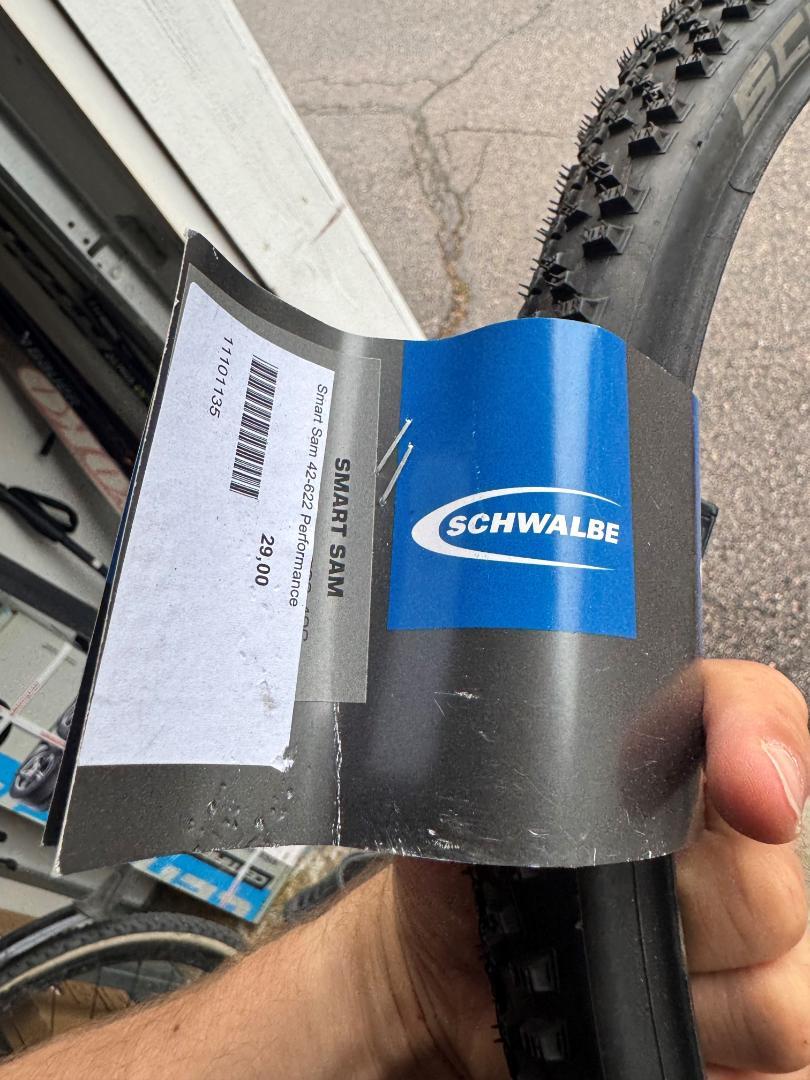 11101135
Smart Sam 42-622 Performance
29,00
SMART SAM
SCHWALBE